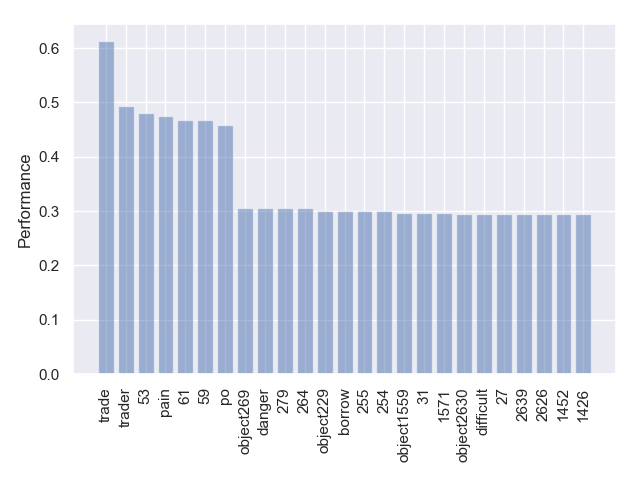 0.6
0.5
0.4
0.3
0.2
0.1
0.0
Performance
trade
trader
53
pain
61
59
po
object269
danger
279
264
object229
borrow
255
254
object1559
31
1571
object2630
difficult
27
2639
2626
1452
1426